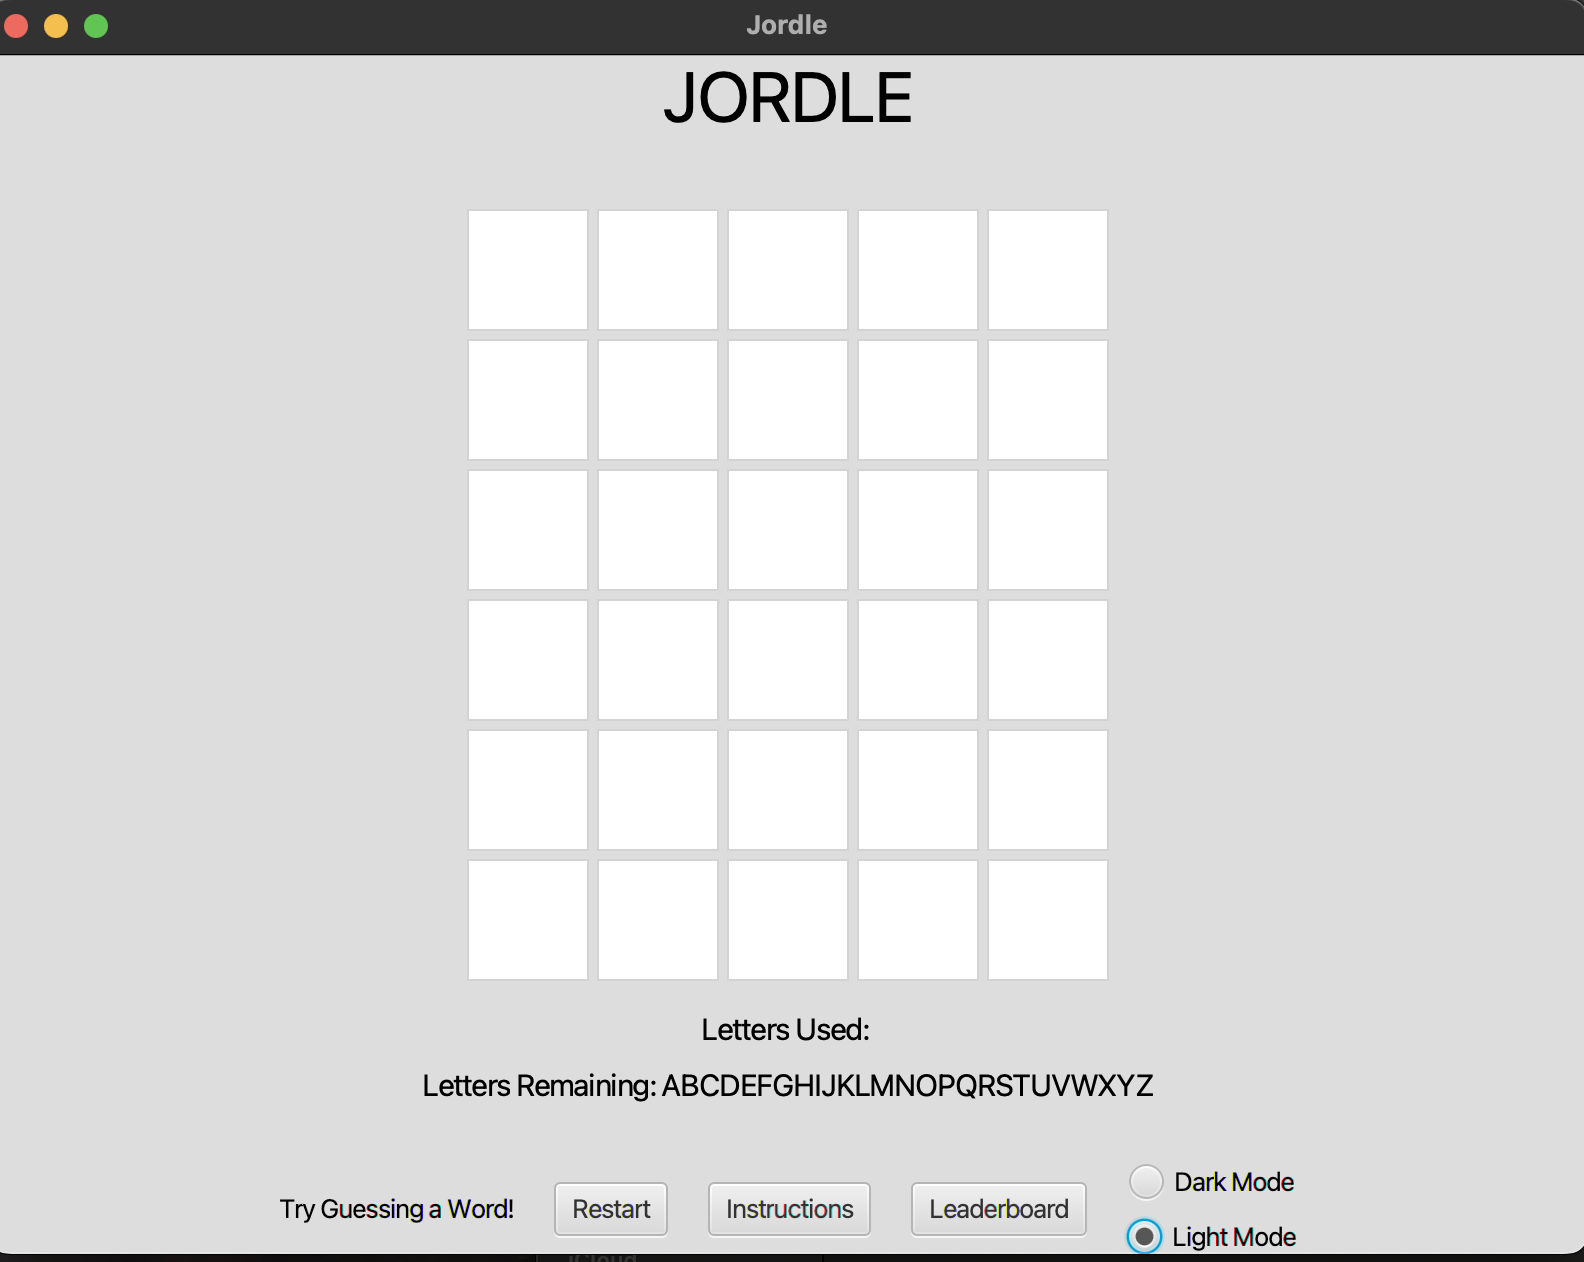 Jordle
JORDLE
Letters Used:
Letters Remaining: ABCDEFGHIJKLMNOPQRSTUVWXYZ
Try Guessing a Word!
Restart
Instructions
Leaderboard
Dark Mode
Light Mode